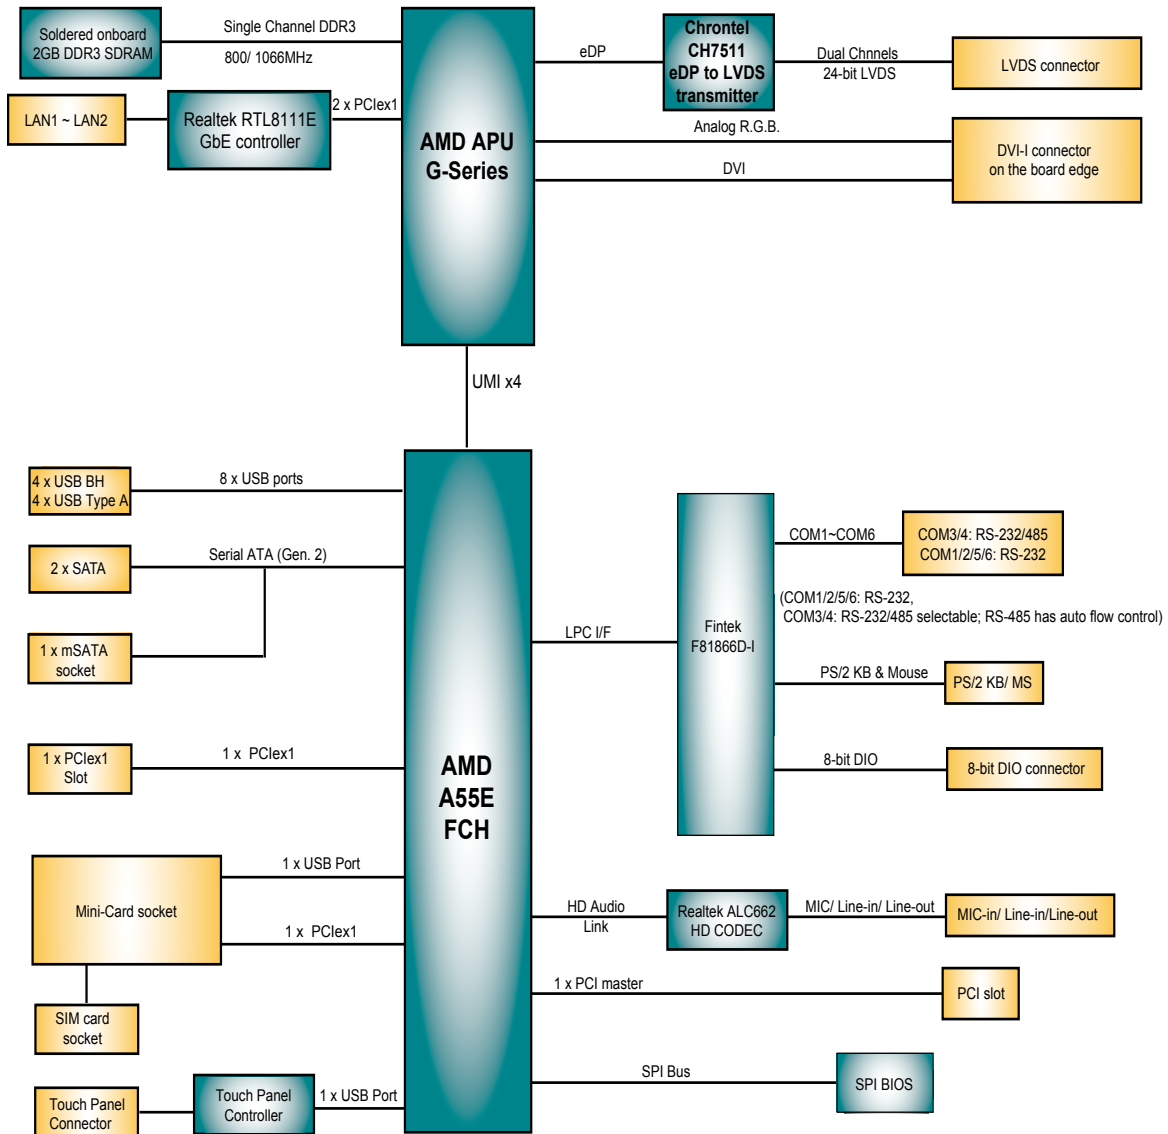 Soldered onboard
2GB DDR3 SDRAM
Single Channel DDR3
800/ 1066MHz
LAN1 ~ LAN2
Realtek RTL8111E
GbE controller
2 x PCIex1
AMD APU
G-Series
eDP
Chrontel
CH7511
eDP to LVDS
transmitter
Dual Chnnels
24-bit LVDS
LVDS connector
Analog R.G.B.
DVI
DVI-I connector
on the board edge
UMI x4
4 x USB BH
4 x USB Type A
8 x USB ports
2 x SATA
Serial ATA (Gen. 2)
1 x mSATA
socket
1 x PCIex1
Slot
1 x PCIex1
AMD
A55E
FCH
Mini-Card socket
1 x USB Port
1 x PCIex1
SIM card
socket
Touch Panel
Connector
Touch Panel
Controller
1 x USB Port
LPC I/F
Fintek
F81866D-I
COM1~COM6
COM3/4: RS-232/485
COM1/2/5/6: RS-232
(COM1/2/5/6: RS-232,
COM3/4: RS-232/485 selectable; RS-485 has auto flow control)
PS/2 KB & Mouse
PS/2 KB/ MS
8-bit DIO
8-bit DIO connector
HD Audio
Link
Realtek ALC662
HD CODEC
MIC/ Line-in/ Line-out
MIC-in/ Line-in/Line-out
1 x PCI master
PCI slot
SPI Bus
SPI BIOS